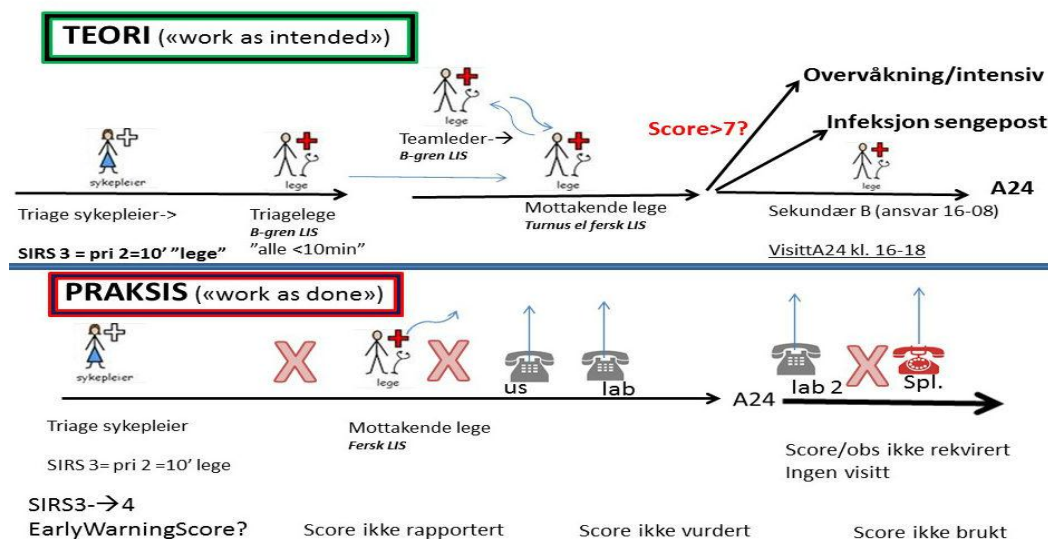 TEORI («work as intended»)
lege
Teamleder-→
B-gren LIS
sykepleier
lege
lege
Score>7?
Overvåkning/intensiv
Infeksjon sengepost
lege
A24
Triage sykepleier->
SIRS 3 = pri 2=10’ ”lege”
Triagelege
B-gren LIS
”alle <10min”
Mottakende lege
Turnus el fersk LIS
Sekundær B (ansvar 16-08)
VisittA24 kl. 16-18
PRAKSIS («work as done»)
sykepleier
X
lege
X
us
lab
A24
lab 2
X
Spl.
Triage sykepleier
SIRS 3= pri 2 =10’ lege
Mottakende lege
Fersk LIS
Score/obs ikke rekvirert
Ingen visitt
SIRS3-→4
EarlyWarningScore?
Score ikke rapportert
Score ikke vurdert
Score ikke brukt